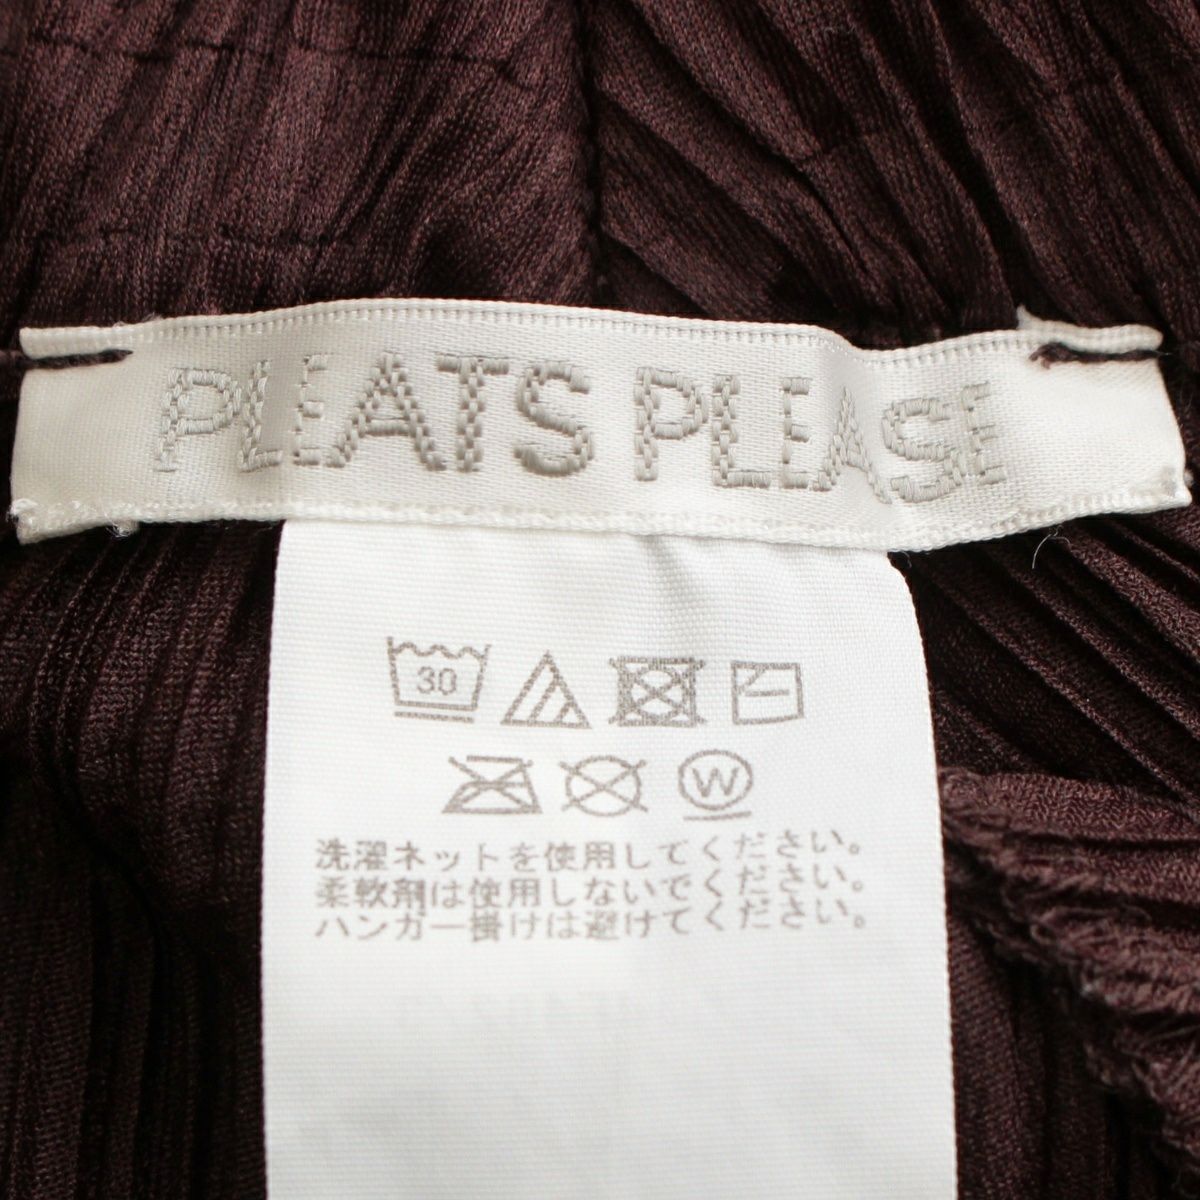 PLEATS PLEASE
30
W
洗濯ネットを使用してください。
柔軟剤は使用しないでください。
ハンガー掛けは避けてください。